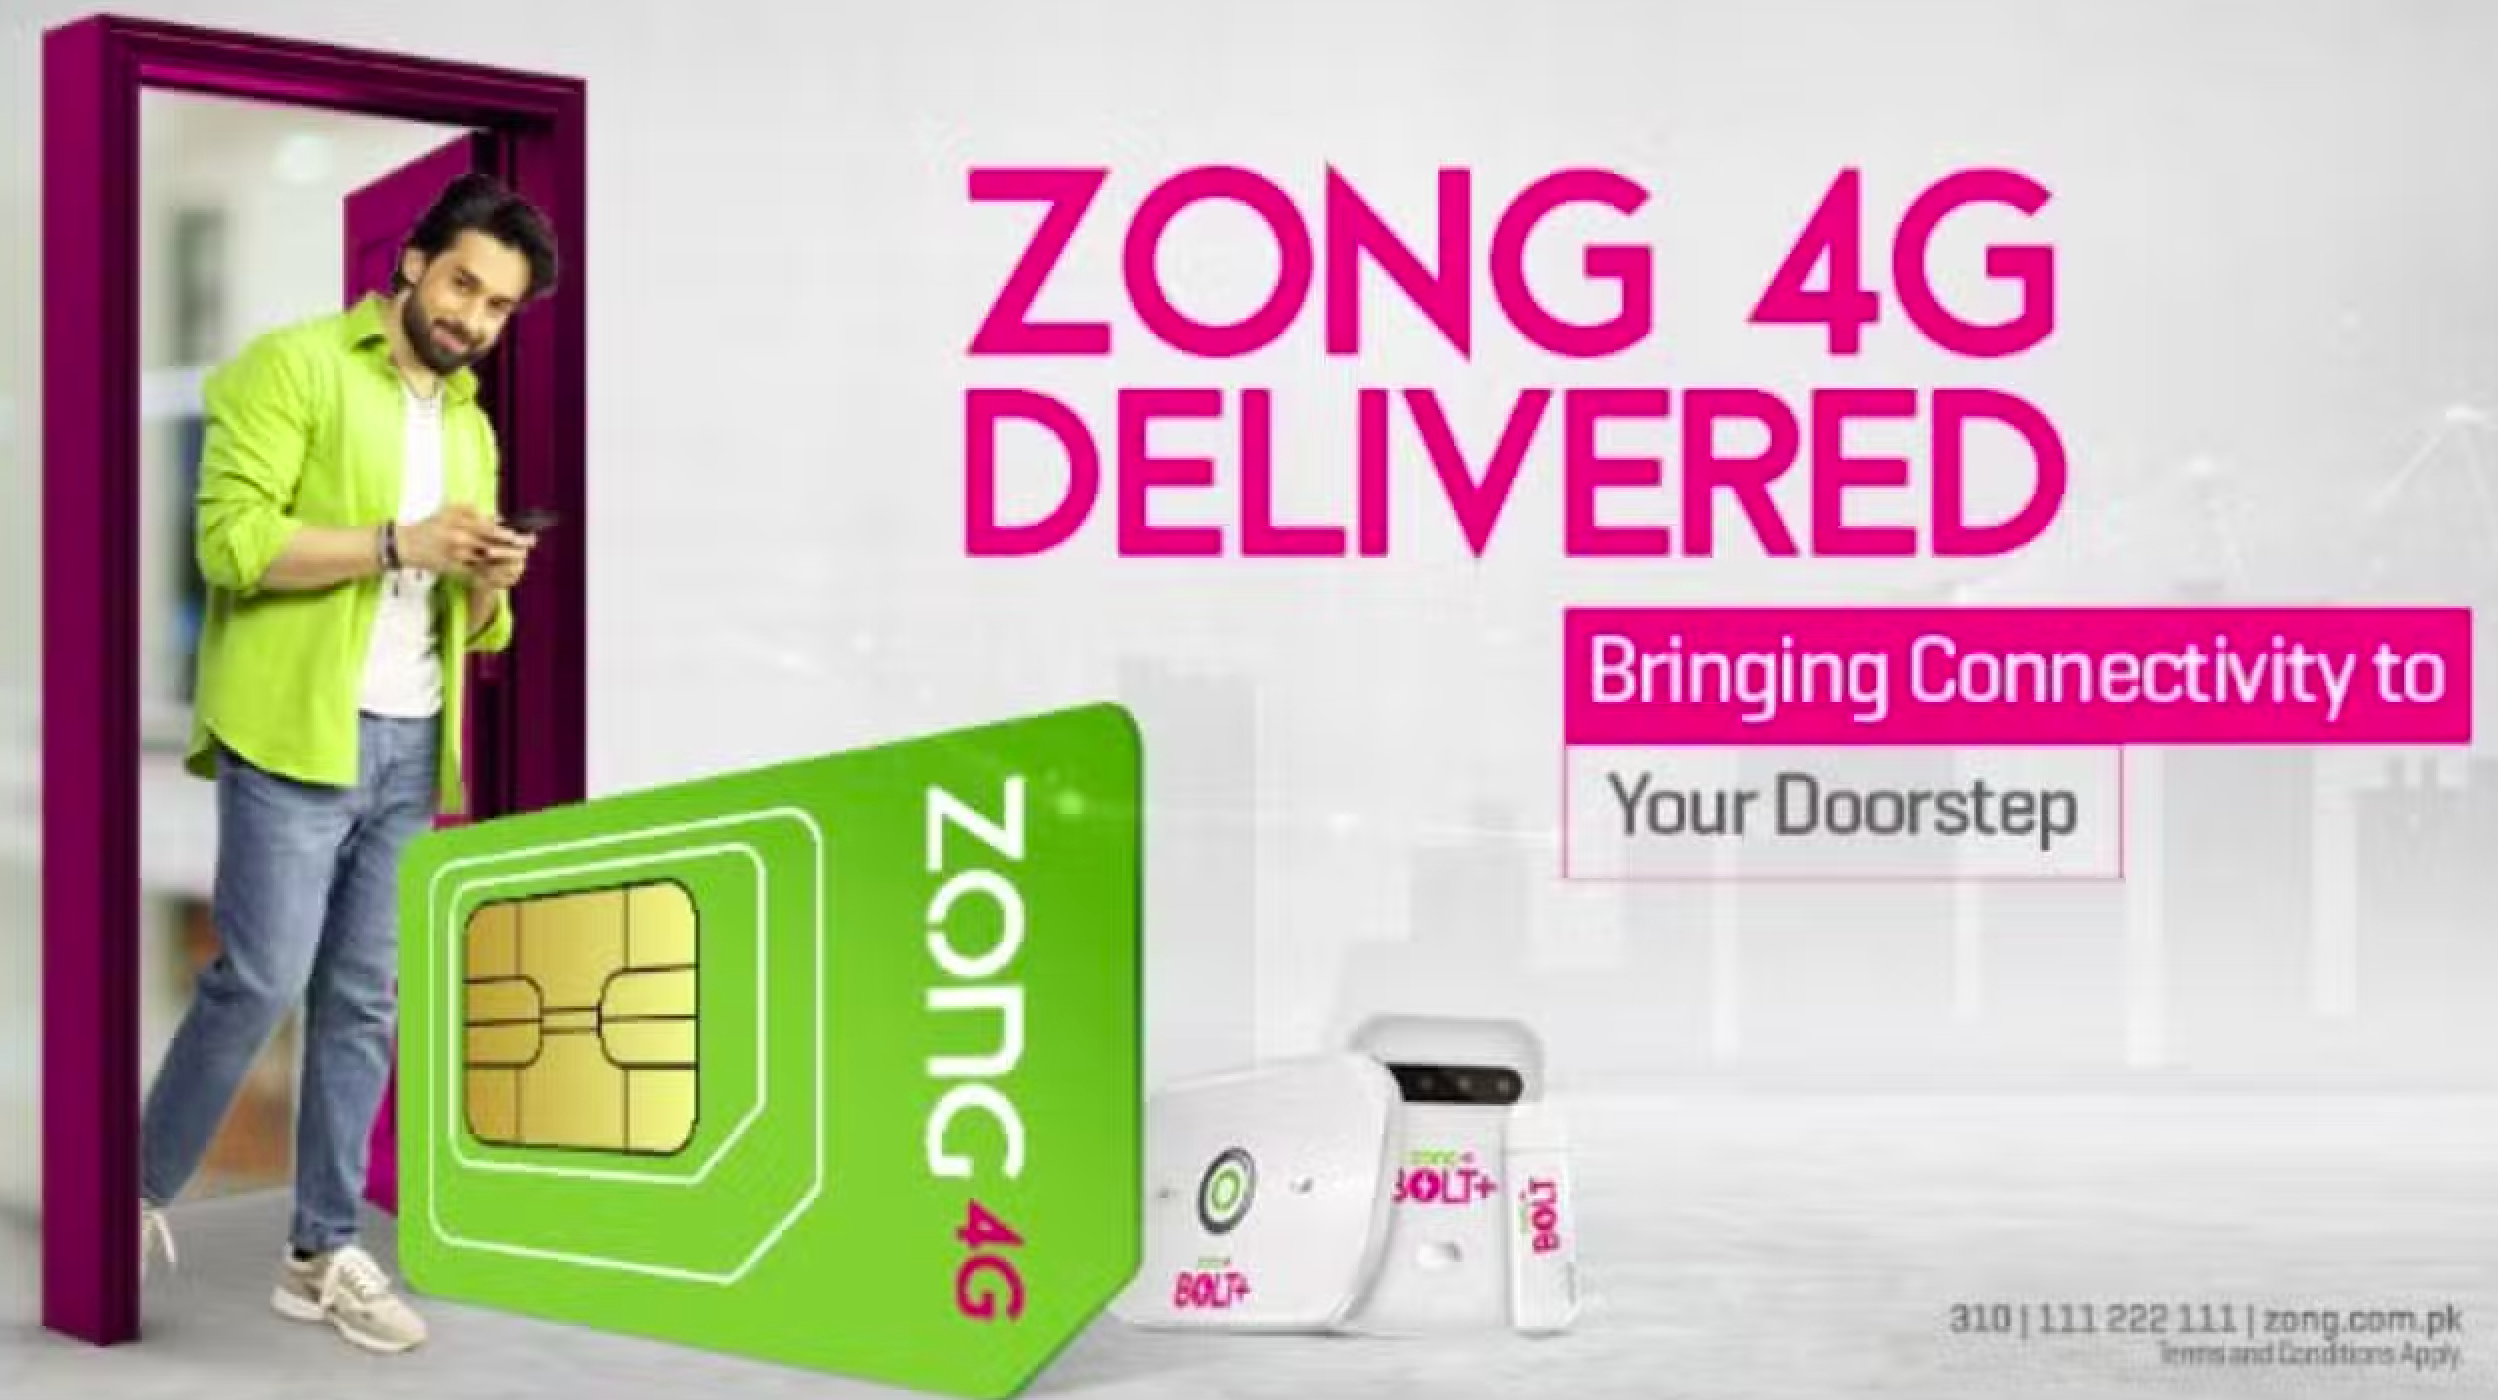 ZONG 4G
DELIVERED
Bringing Connectivity to
Your Doorstep
ZONG 4G
BOLT+
BOLT+
BOLT
310 | 111 222 111 | zong.com.pk
Terms and Conditions Apply.